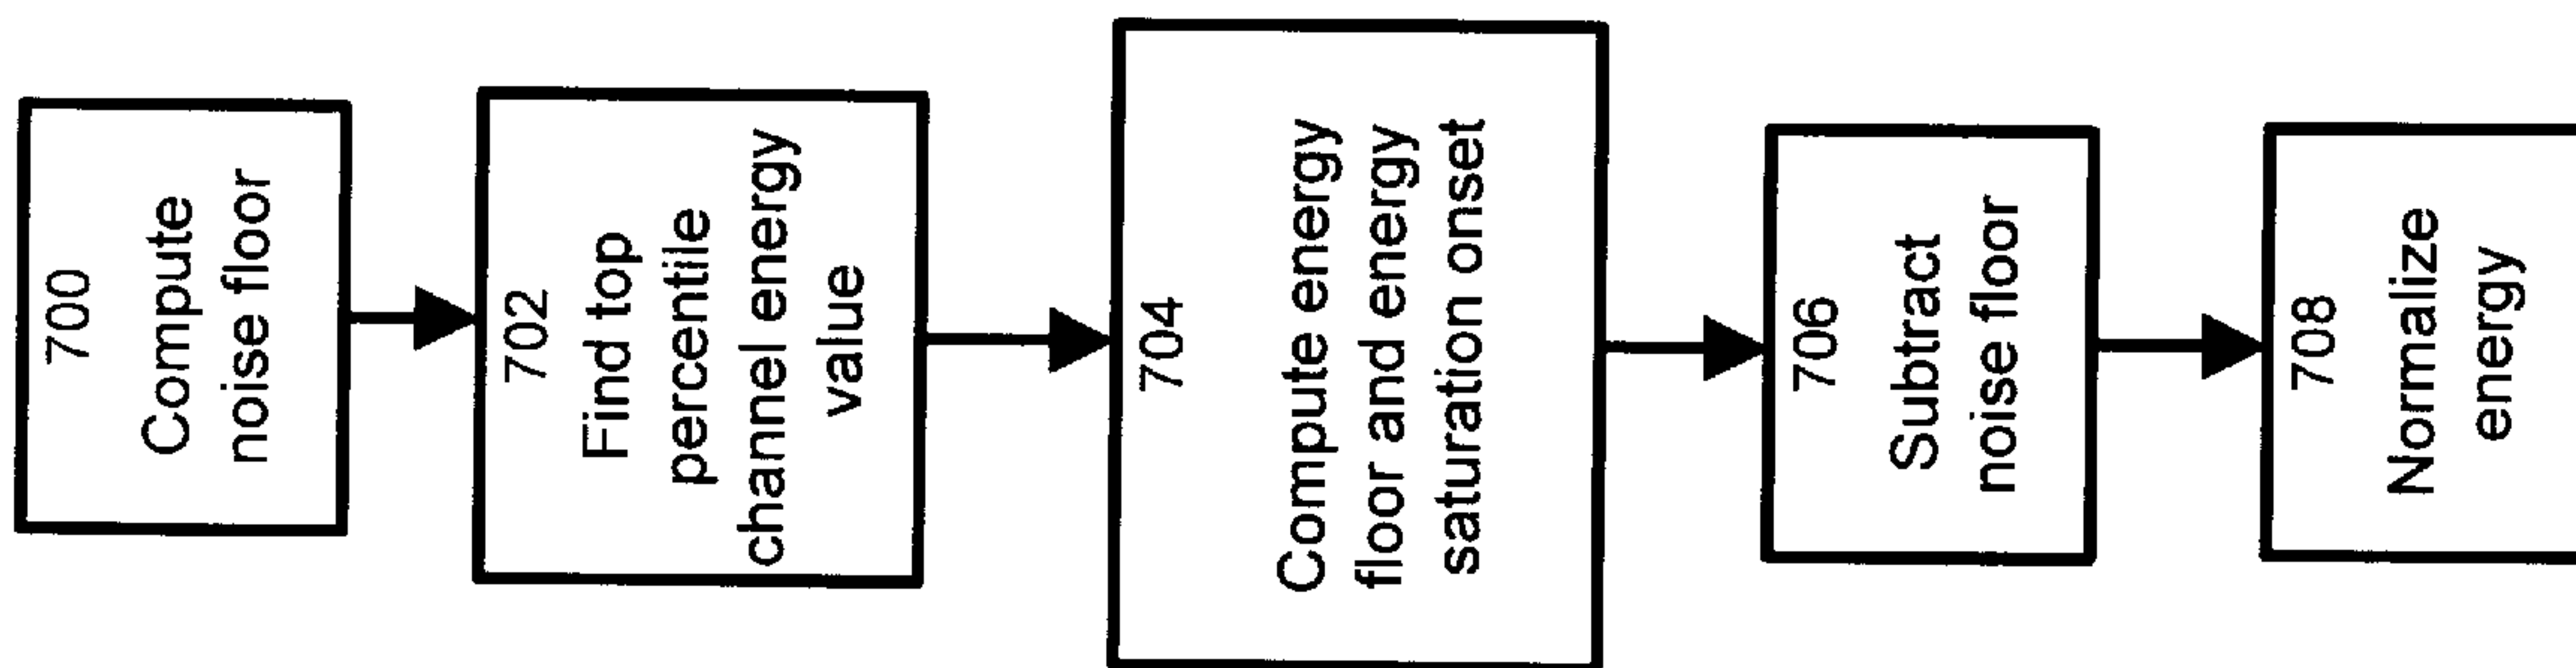 700
Compute
noise floor
702
Find top
percentile
channel energy
value
704
Compute energy
floor and energy
saturation onset
706
Subtract
noise floor
708
Normalize
energy